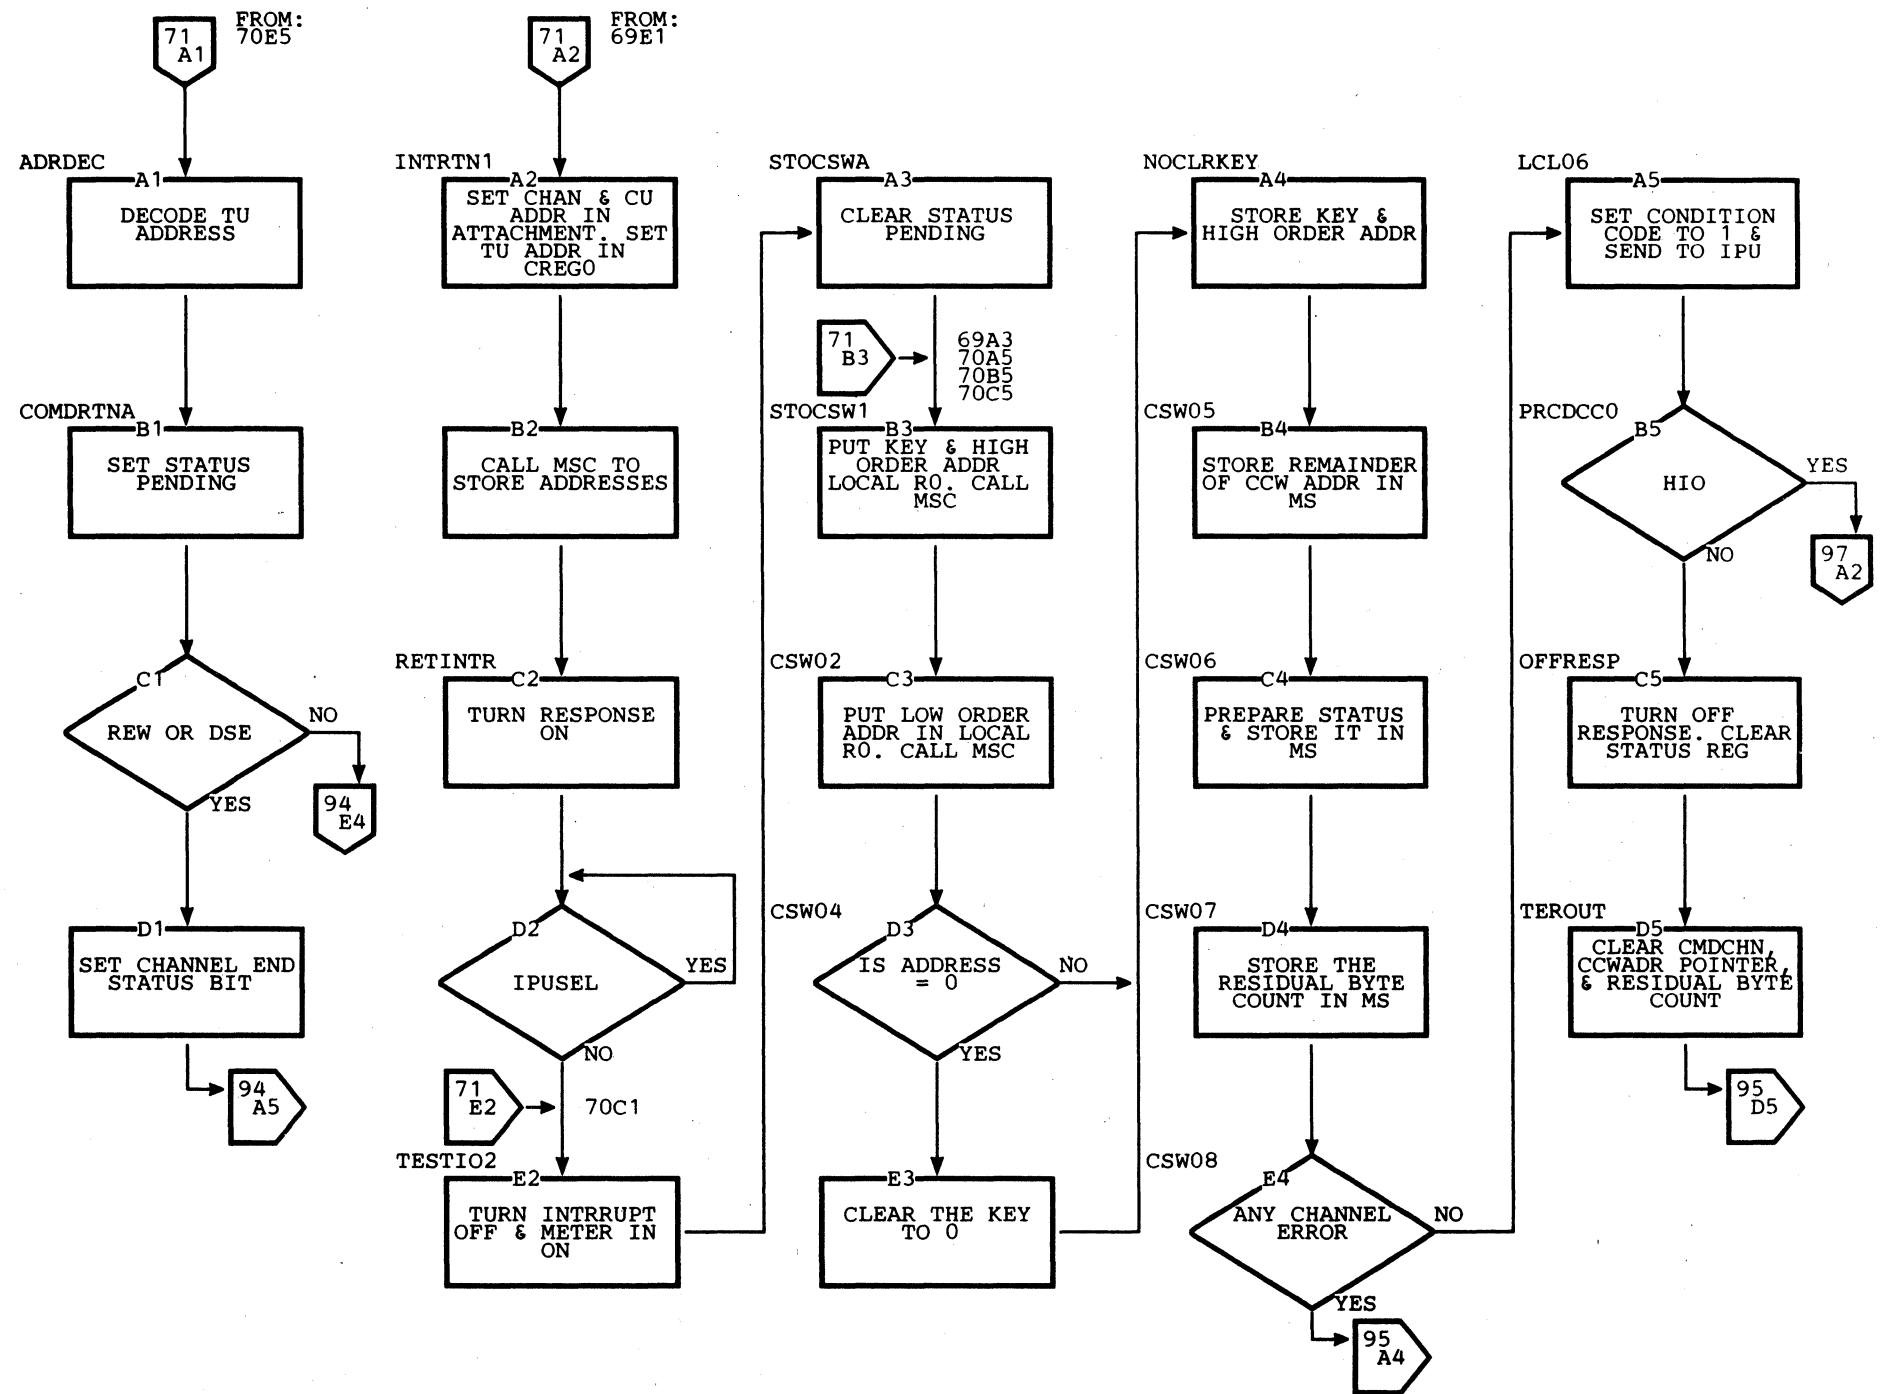 71
A1
FROM:
70E5
ADRDEC
A1
DECODE TU
ADDRESS
COMDRTNA
B1
SET STATUS
PENDING
C1
REW OR DSE
NO
94
E4
YES
D1
SET CHANNEL END
STATUS BIT
94
A5
71
A2
FROM:
69E1
INTRTN1
A2
SET CHAN & CU
ADDR IN
ATTACHMENT. SET
TU ADDR IN
CREG0
B2
CALL MSC TO
STORE ADDRESSES
RETINTR
C2
TURN RESPONSE
ON
D2
IPUSEL
YES
NO
71
E2
70C1
TESTIO2
E2
TURN INTRRUPT
OFF & METER IN
ON
STOCSWA
A3
CLEAR STATUS
PENDING
71
B3
69A3
70A5
70B5
70C5
STOCSW1
B3
PUT KEY & HIGH
ORDER ADDR
LOCAL R0. CALL
MSC
CSW02
C3
PUT LOW ORDER
ADDR IN LOCAL
R0. CALL MSC
CSW04
D3
IS ADDRESS
= 0
NO
YES
E3
CLEAR THE KEY
TO 0
NOCLRKEY
A4
STORE KEY &
HIGH ORDER ADDR
CSW05
B4
STORE REMAINDER
OF CCW ADDR IN
MS
CSW06
C4
PREPARE STATUS
& STORE IT IN
MS
CSW07
D4
STORE THE
RESIDUAL BYTE
COUNT IN MS
CSW08
E4
ANY CHANNEL
ERROR
NO
YES
95
A4
LCL06
A5
SET CONDITION
CODE TO 1 &
SEND TO IPU
PRCDCC0
B5
HIO
YES
97
A2
NO
OFFRESP
C5
TURN OFF
RESPONSE. CLEAR
STATUS REG
TEROUT
D5
CLEAR CMDCHN,
CCWADR POINTER,
& RESIDUAL BYTE
COUNT
95
D5